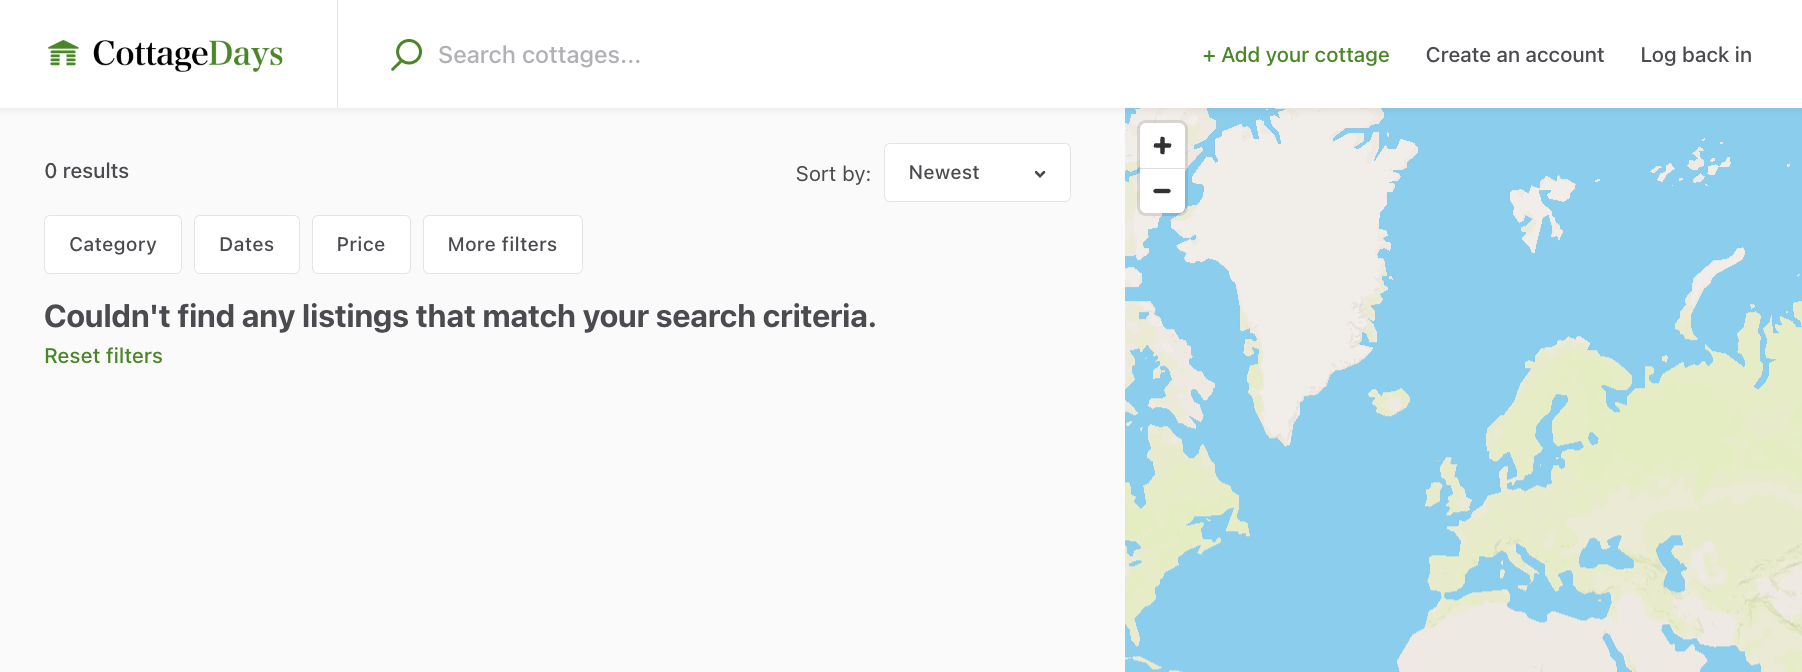 CottageDays
Search cottages...
+ Add your cottage
Create an account
Log back in
0 results
Sort by:
Newest
Category
Dates
Price
More filters
Couldn't find any listings that match your search criteria.
Reset filters